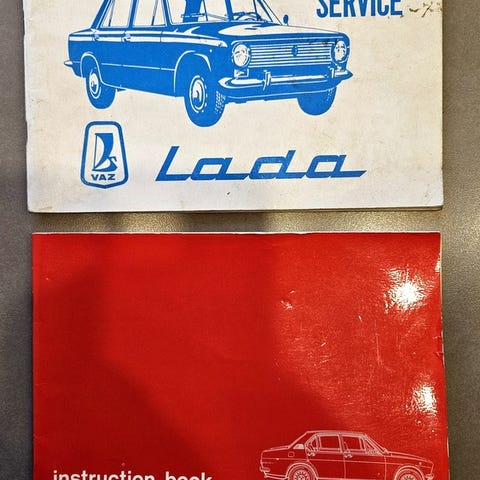 SERVICE
VAZ
Lada
instruction book